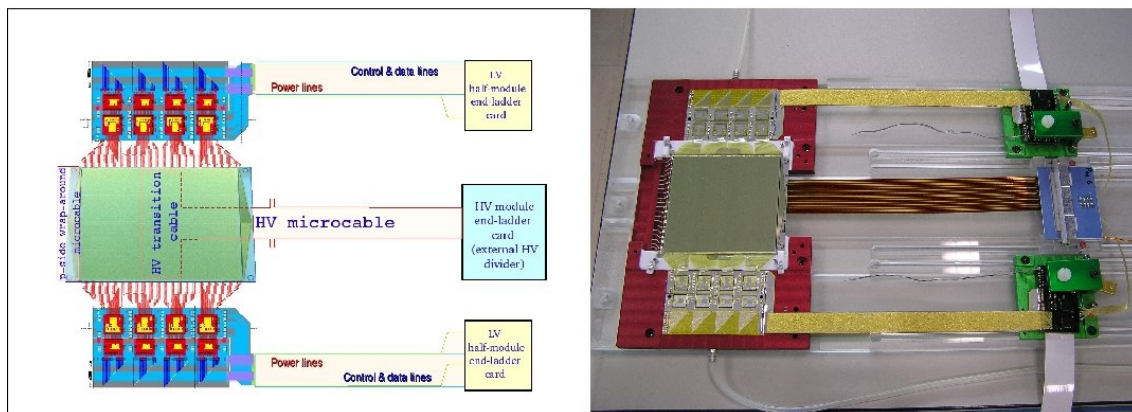 Control & data lines
Power lines
LV
half-module
end-ladder
card
p-side wrap-around
microcable
HV transition
cable
HV microcable
HV module
end-ladder
card
(external HV
divider)
Power lines
Control & data lines
LV
half-module
end-ladder
card